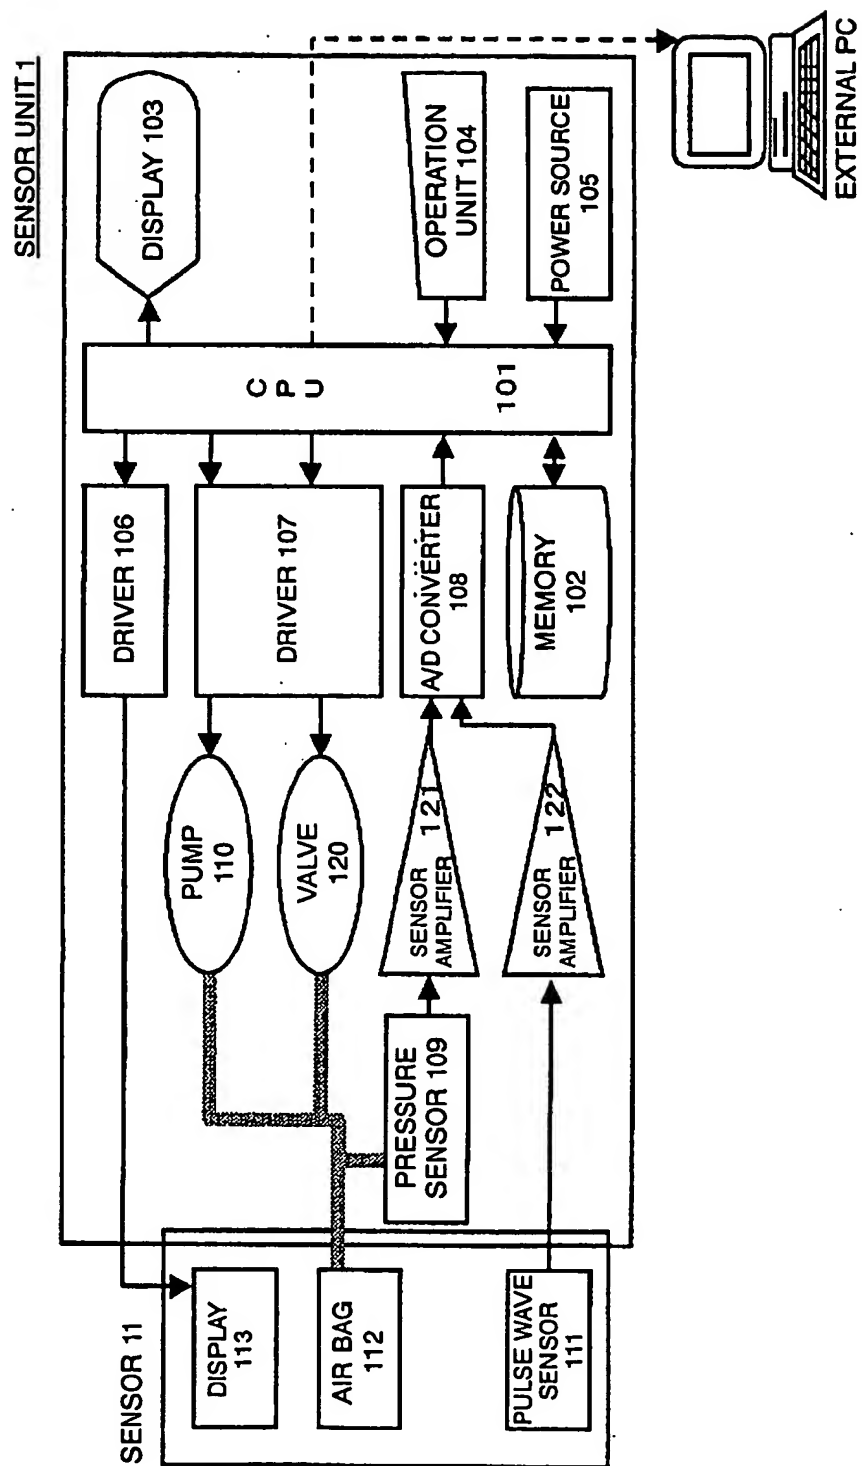 SENSOR UNIT 1
SENSOR 11
DISPLAY
113
AIR BAG
112
PULSE WAVE
SENSOR
111
PRESSURE
SENSOR 109
PUMP
110
VALVE
120
SENSOR
AMPLIFIER
121
SENSOR
AMPLIFIER
122
DRIVER 106
DRIVER 107
A/D CONVERTER
108
MEMORY
102
CPU
101
DISPLAY 103
OPERATION
UNIT 104
POWER SOURCE
105
EXTERNAL PC